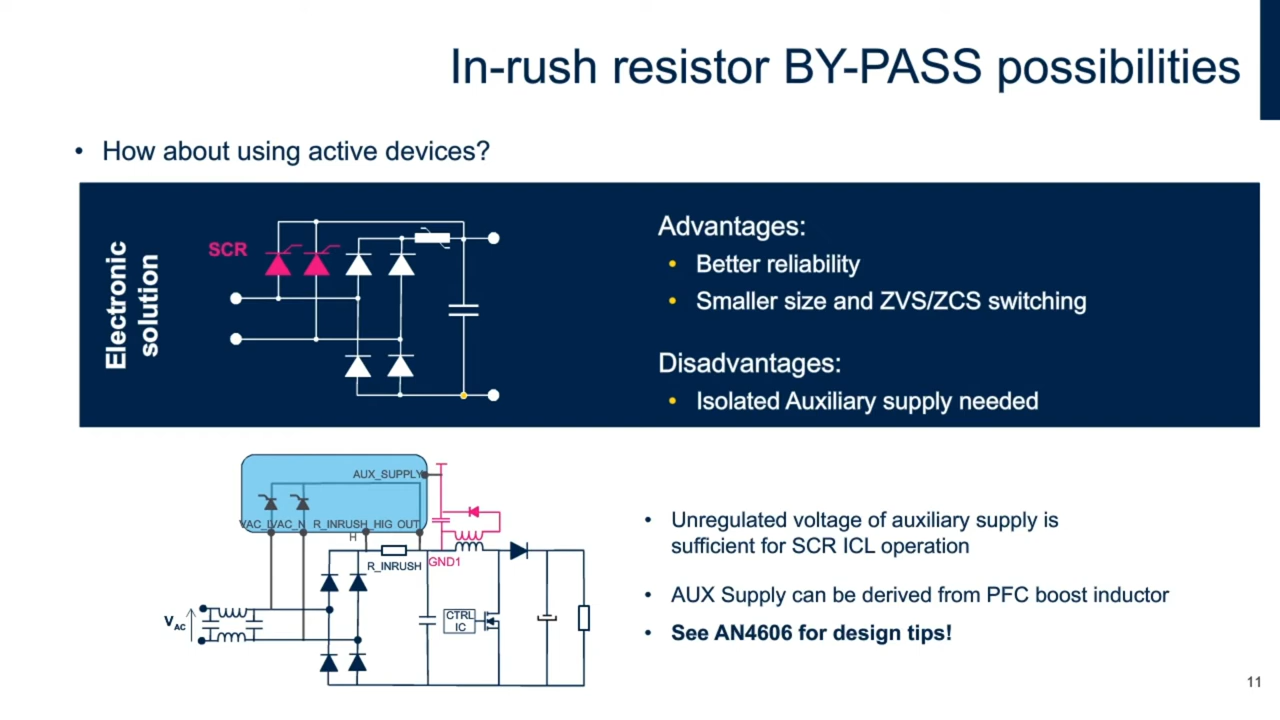 In-rush resistor BY-PASS possibilities
• How about using active devices?
Electronic
solution
SCR
Advantages:
• Better reliability
• Smaller size and ZVS/ZCS switching
Disadvantages:
• Isolated Auxiliary supply needed
AUX_SUPPLY
VAC_L VAC_N R_INRUSH_HIG OUT
H
R_INRUSH
GND1
VAC
CTRL
IC
• Unregulated voltage of auxiliary supply is
sufficient for SCR ICL operation
• AUX Supply can be derived from PFC boost inductor
• See AN4606 for design tips!
11